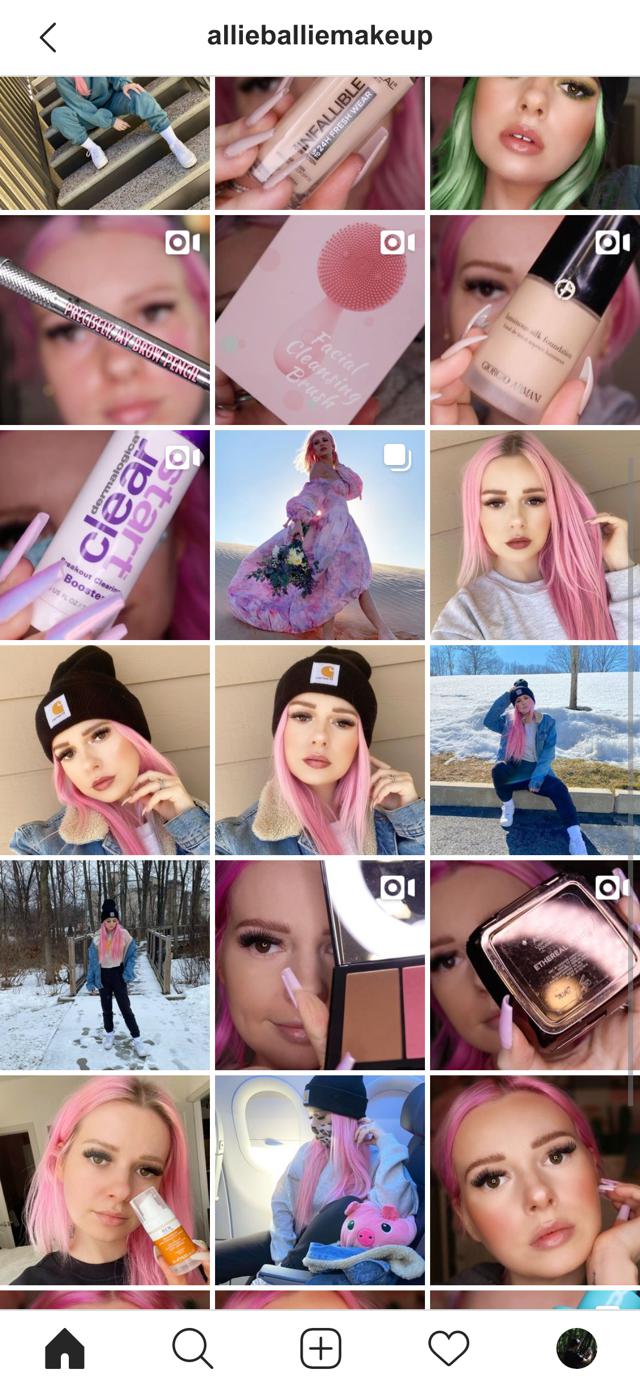 allieballiemakeup
INFALLIBLE
24H FRESH WEAR
PRECISELY, MY BROW PENCIL
Facial
Cleansing
Brush
luminous silk foundation
GIORGIO ARMANI
dermalogica
clear
start
Breakout Clearing
Booster
ETHEREAL
REN